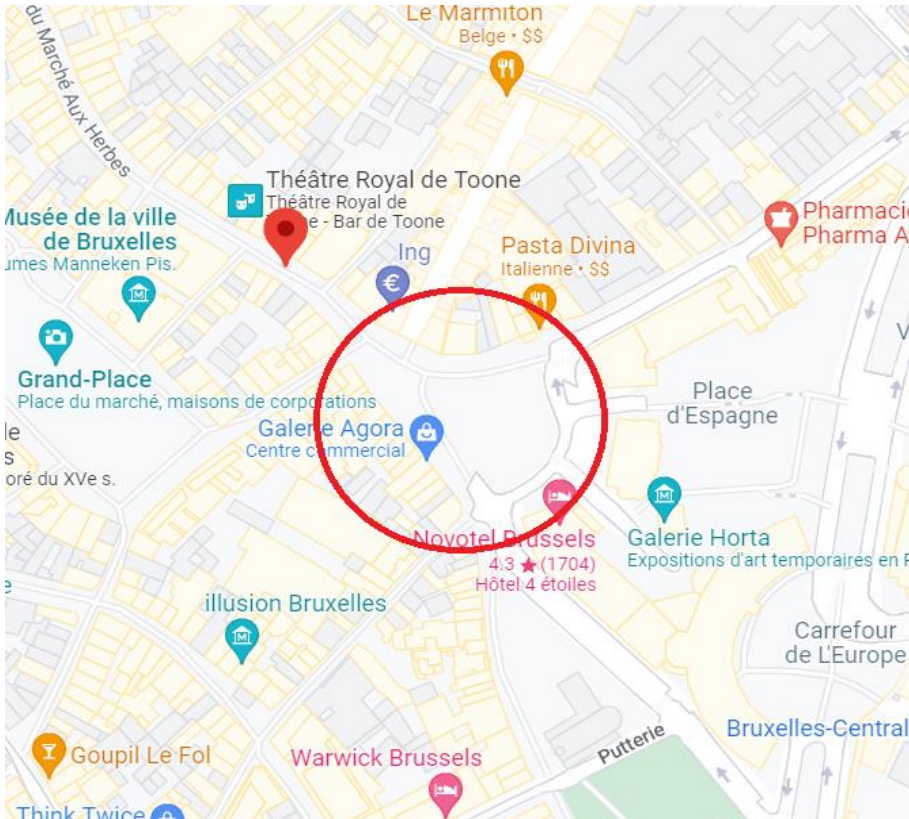 Le Marmiton
Belge • $$
du Marché Aux Herbes
Théâtre Royal de Toone
Théâtre Royal de
e - Bar de Toone
Musée de la ville
de Bruxelles
umes Manneken Pis.
Ing
Pasta Divina
Italienne • $$
Pharmaci
Pharma A
Grand-Place
Place du marché, maisons de corporations
Place
d'Espagne
V
Galerie Agora
Centre commercial
le
s
oré du XVe s.
Novotel Brussels
4.3 ★ (1704)
Hôtel 4 étoiles
Galerie Horta
Expositions d'art temporaires en P
e
illusion Bruxelles
Carrefour
de L'Europe
Bruxelles-Central
Putterie
Goupil Le Fol
Warwick Brussels
Think Twice